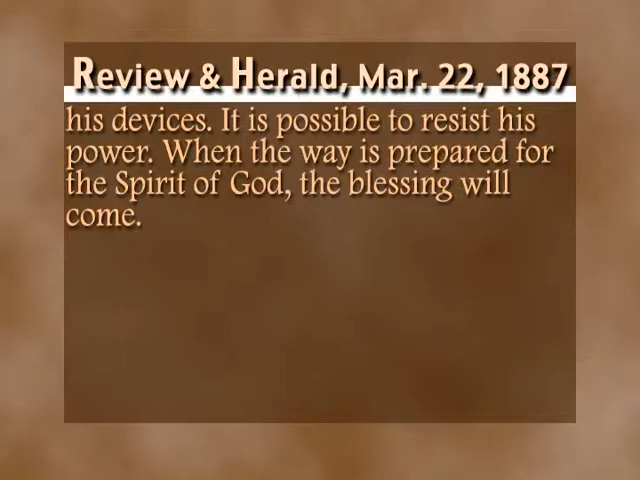 Review & Herald, Mar. 22, 1887
his devices. It is possible to resist his
power. When the way is prepared for
the Spirit of God, the blessing will
come.